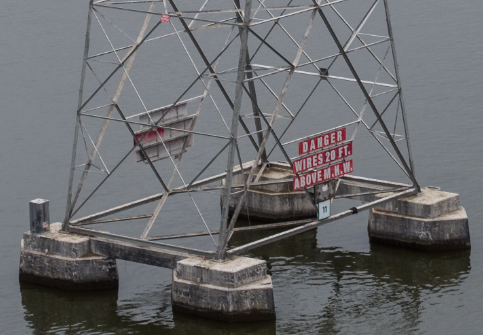 DANGER
WIRES 20 FT.
ABOVE M.H.W.
11